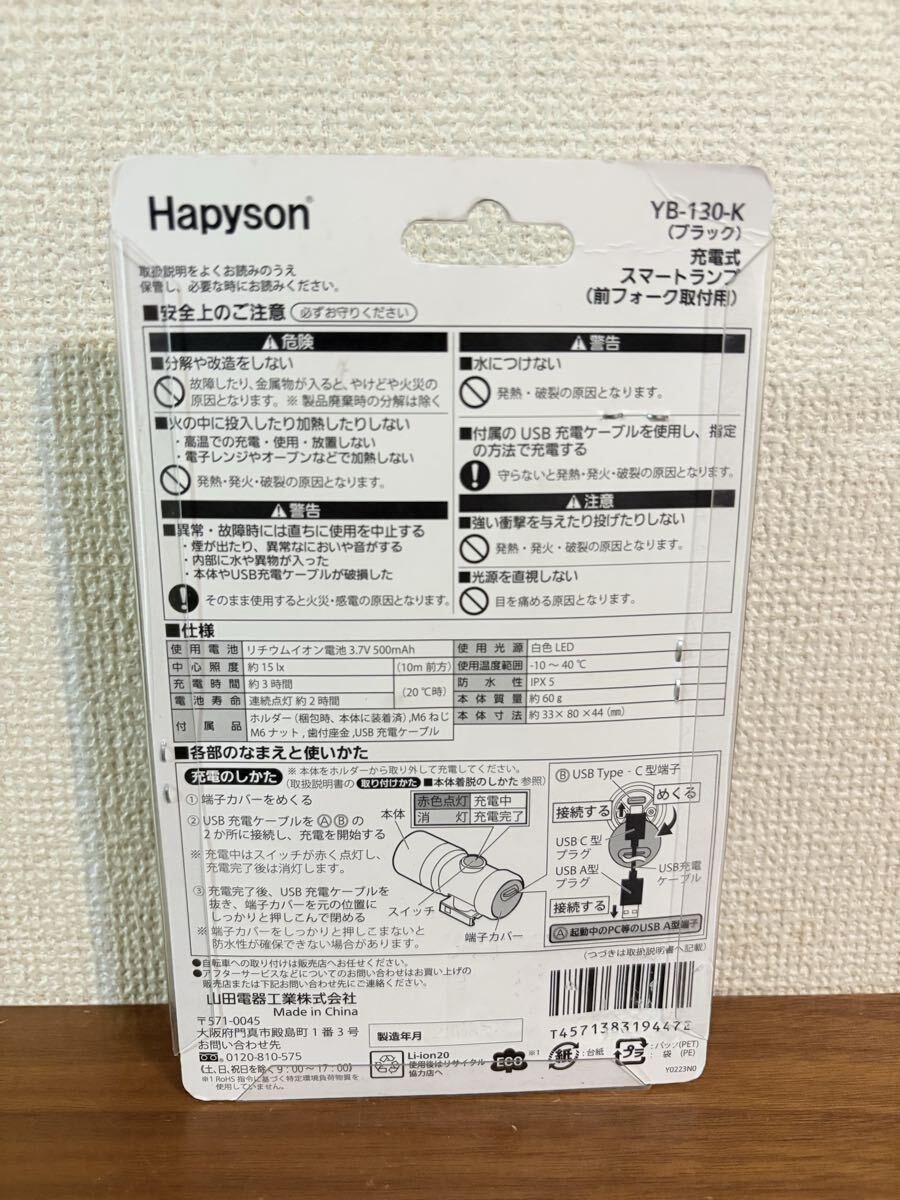 Hapyson®
YB-130-K
(ブラック)
充電式
スマートランプ
(前フォーク取付用)
取扱説明をよくお読みのうえ
保管し、必要な時にお読みください。
■安全上のご注意 必ずお守りください
⚠危険
■分解や改造をしない
故障したり、金属物が入ると、やけどや火災の
原因となります。※ 製品廃棄時の分解は除く
■火の中に投入したり加熱したりしない
・高温での充電・使用・放置しない
・電子レンジやオーブンなどで加熱しない
発熱・発火・破裂の原因となります。
⚠警告
■異常・故障時には直ちに使用を中止する
・煙が出たり、異常なにおいや音がする
・内部に水や異物が入った
・本体やUSB充電ケーブルが破損した
そのまま使用すると火災・感電の原因となります。
⚠警告
■水につけない
発熱・破裂の原因となります。
■付属の USB 充電ケーブルを使用し、指定
の方法で充電する
守らないと発熱・発火・破裂の原因となります。
⚠注意
■強い衝撃を与えたり投げたりしない
発熱・発火・破裂の原因となります。
■光源を直視しない
目を痛める原因となります。
■仕様
使用電池 リチウムイオン電池 3.7V 500mAh
中心照度 約 15 lx (10m 前方)
充電時間 約 3 時間 (20℃時)
電池寿命 連続点灯 約 2 時間
付属品 ホルダー(梱包時、本体に装着済),M6 ねじ
M6 ナット,歯付座金,USB 充電ケーブル
使用光源 白色 LED
使用温度範囲 -10 ～ 40℃
防水性 IPX 5
本体質量 約 60 g
本体寸法 約 33×80×44(mm)
■各部のなまえと使いかた
充電のしかた ※ 本体をホルダーから取り外して充電してください。
(取扱説明書の 取り付けかた ■本体着脱のしかた 参照)
① 端子カバーをめくる
② USB 充電ケーブルを Ⓐ Ⓑ の
2 か所に接続し、充電を開始する
※ 充電中はスイッチが赤く点灯し、
充電完了後は消灯します。
③ 充電完了後、USB 充電ケーブルを
抜き、端子カバーを元の位置に
しっかりと押しこんで閉める
※ 端子カバーをしっかりと押しこまないと
防水性が確保できない場合があります。
赤色点灯 充電中
消灯 充電完了
本体
スイッチ
端子カバー
Ⓑ USB Type‐C 型端子
接続する
めくる
USB C 型
プラグ
USB A型
プラグ
USB充電
ケーブル
接続する
Ⓐ 起動中のPC等のUSB A型端子
(つづきは取扱説明書へ記載)
●自転車への取り付けは販売店へお任せください。
●アフターサービスなどについてのお問い合わせはお買い上げの
販売店または下記お問い合わせ先にご連絡ください。
山田電器工業株式会社
Made in China
〒571-0045
大阪府門真市殿島町 1 番 3 号
お問い合わせ先
0120-810-575
(土、日、祝日を除く 9:00 ～ 17:00)
※1 RoHS 指令に基づく特定環境負荷物質を
使用していません。
製造年月
Li-ion20
使用後はリサイクル
協力店へ
ECO ※1
紙 :台紙
プラ :パック(PET)
袋 (PE)
T4571383194472
Y0223N0